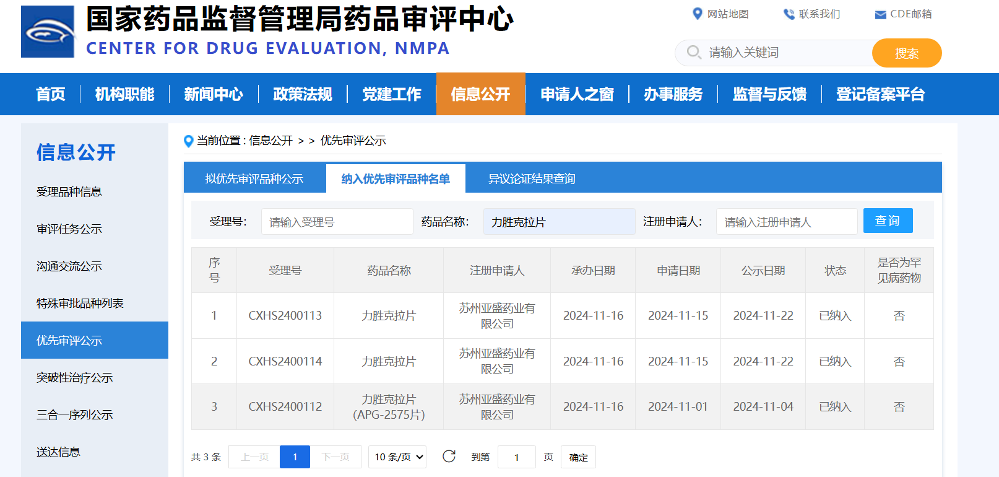 国家药品监督管理局药品审评中心
CENTER FOR DRUG EVALUATION, NMPA
网站地图 联系我们 CDE邮箱
请输入关键词 搜索
首页 机构职能 新闻中心 政策法规 党建工作 信息公开 申请人之窗 办事服务 监督与反馈 登记备案平台
信息公开
受理品种信息
审评任务公示
沟通交流公示
特殊审批品种列表
优先审评公示
突破性治疗公示
三合一序列公示
送达信息
当前位置 : 信息公开 > > 优先审评公示
拟优先审评品种公示 纳入优先审评品种名单 异议论证结果查询
受理号: 请输入受理号 药品名称: 力胜克拉片 注册申请人: 请输入注册申请人 查询
序号 受理号 药品名称 注册申请人 承办日期 申请日期 公示日期 状态 是否为罕见病药物
1 CXHS2400113 力胜克拉片 苏州亚盛药业有限公司 2024-11-16 2024-11-15 2024-11-22 已纳入 否
2 CXHS2400114 力胜克拉片 苏州亚盛药业有限公司 2024-11-16 2024-11-15 2024-11-22 已纳入 否
3 CXHS2400112 力胜克拉片(APG-2575片) 苏州亚盛药业有限公司 2024-11-16 2024-11-01 2024-11-04 已纳入 否
共 3 条 上一页 1 下一页 10 条/页 到第 1 页 确定